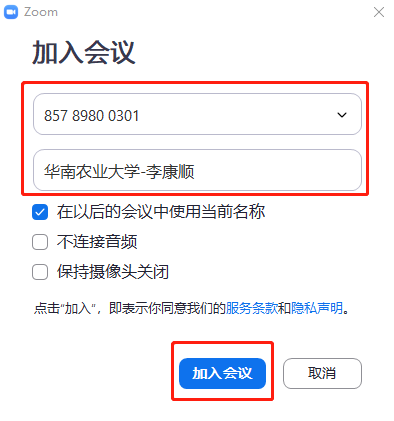 Zoom
加入会议
857 8980 0301
华南农业大学-李康顺
在以后的会议中使用当前名称
不连接音频
保持摄像头关闭
点击“加入”，即表示你同意我们的服务条款和隐私声明。
加入会议 取消